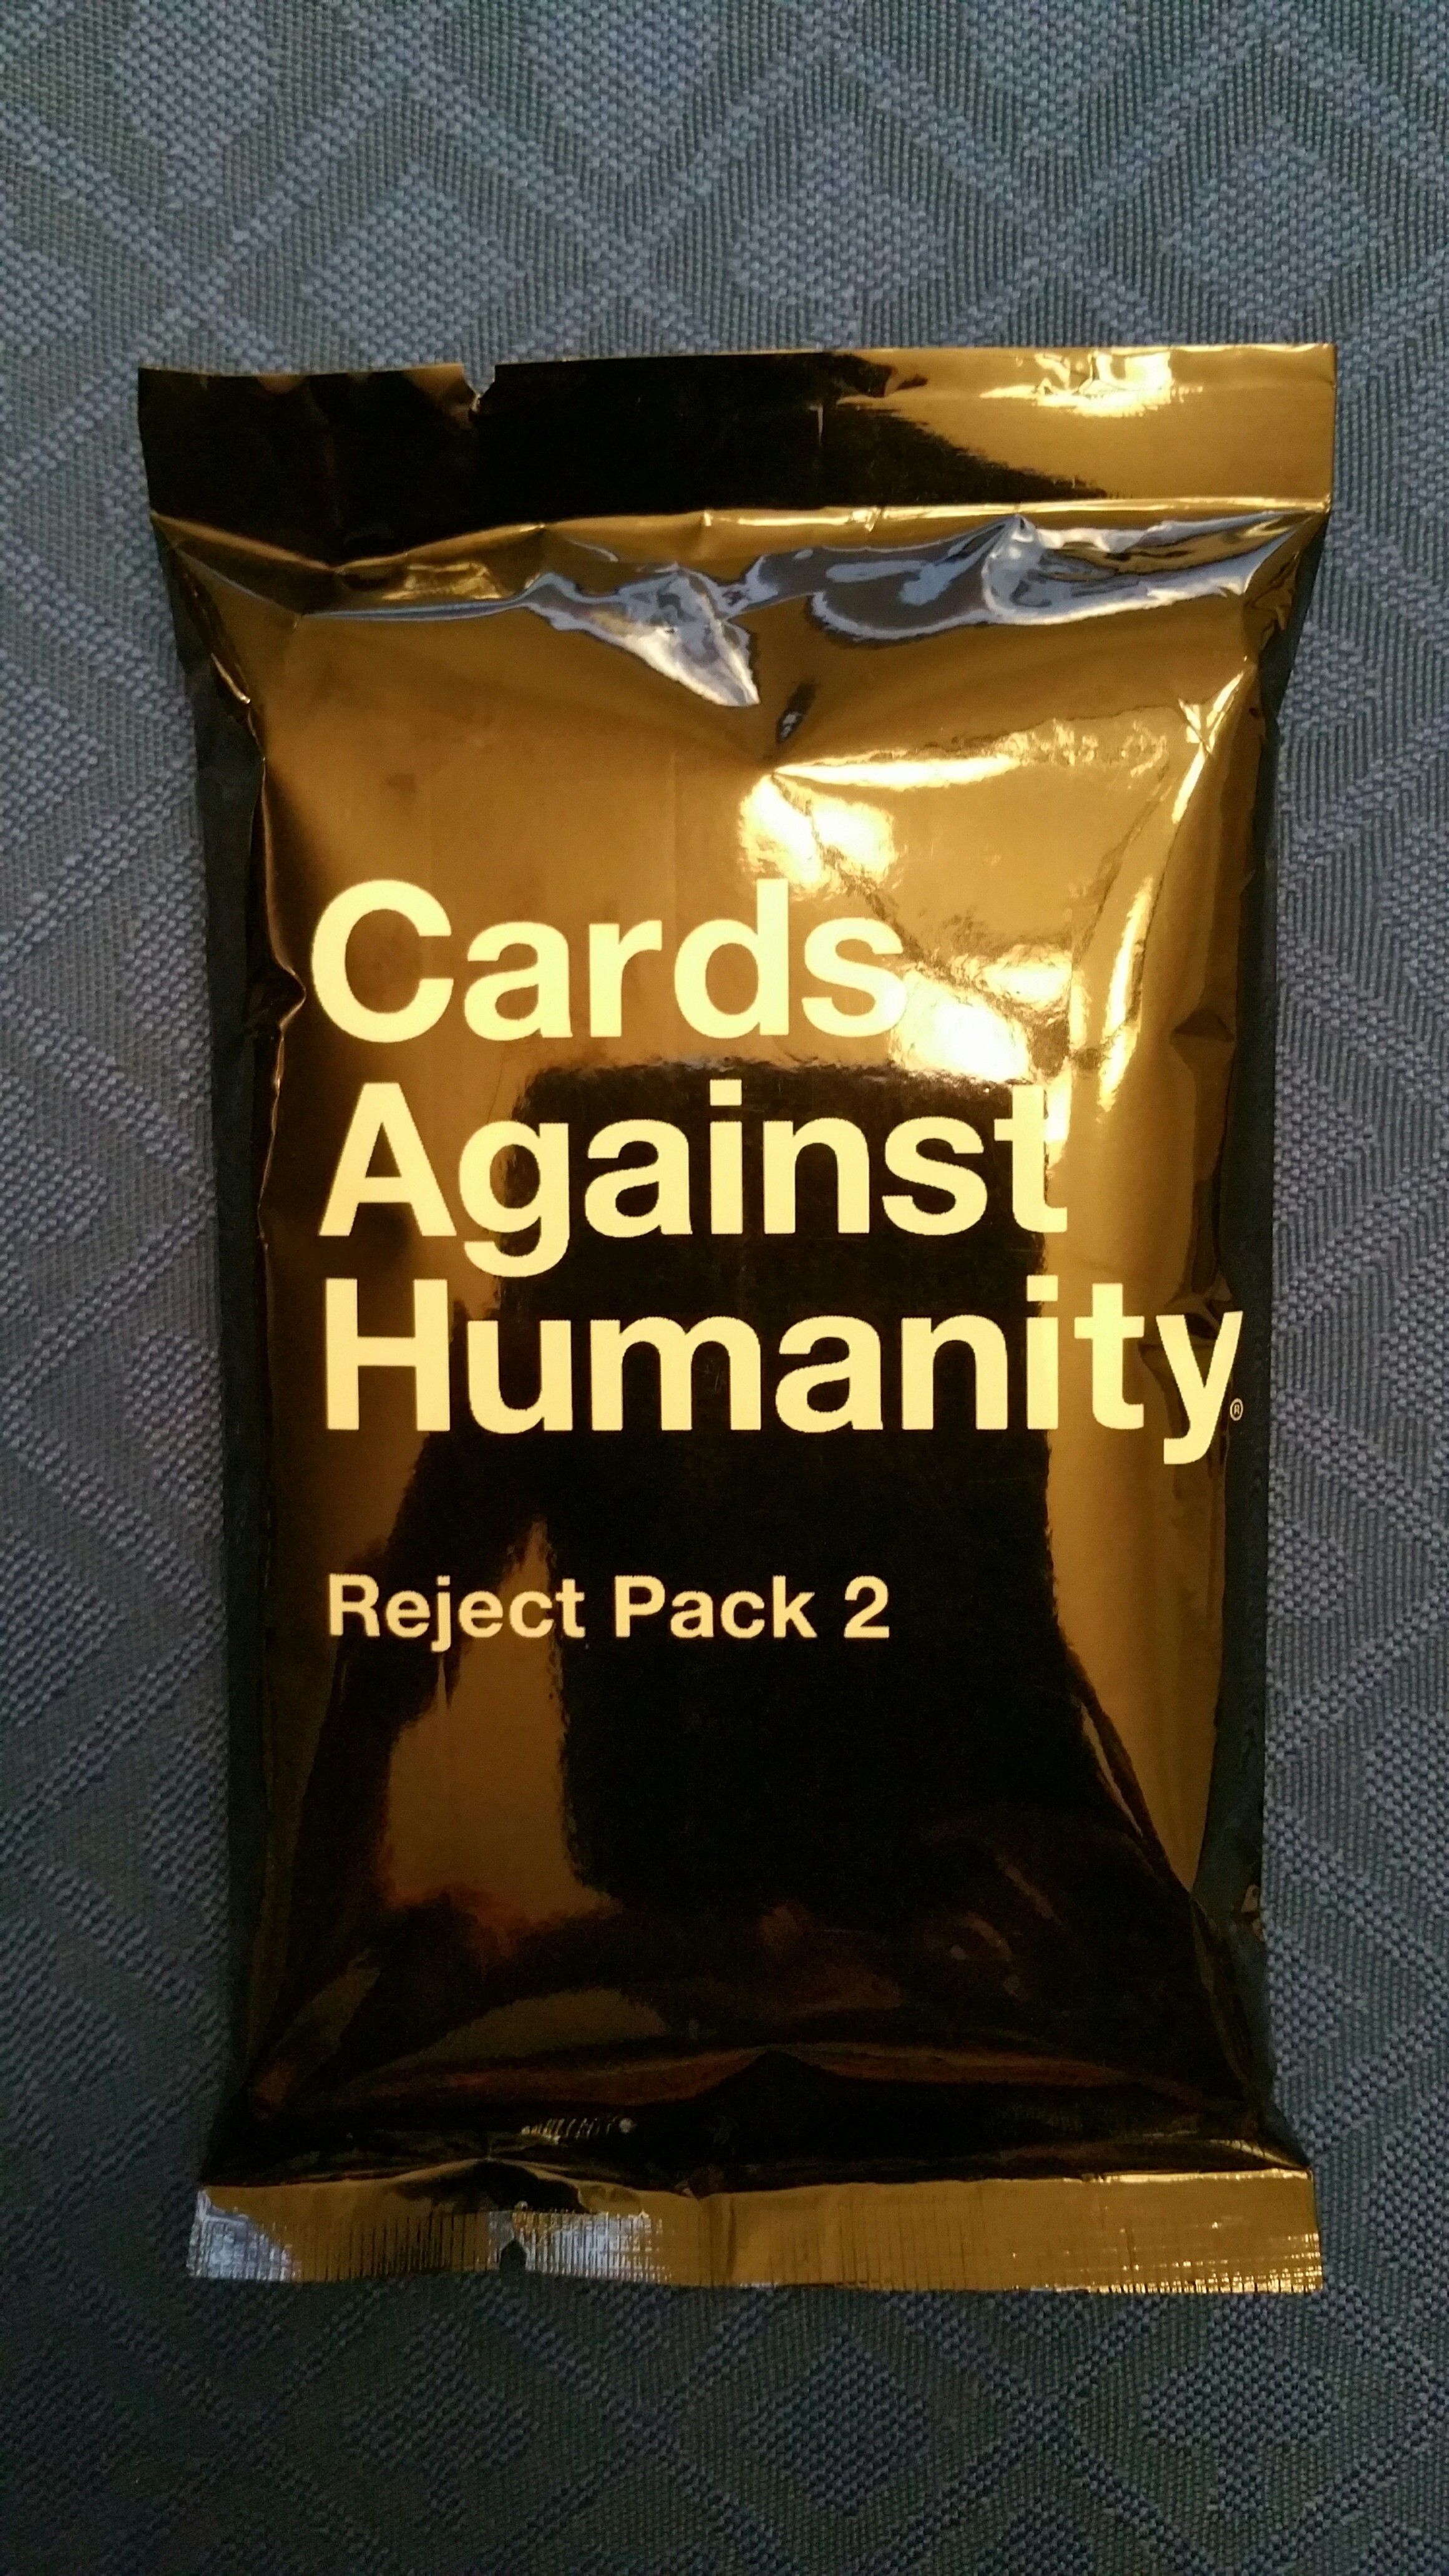 Cards
Against
Humanity®
Reject Pack 2